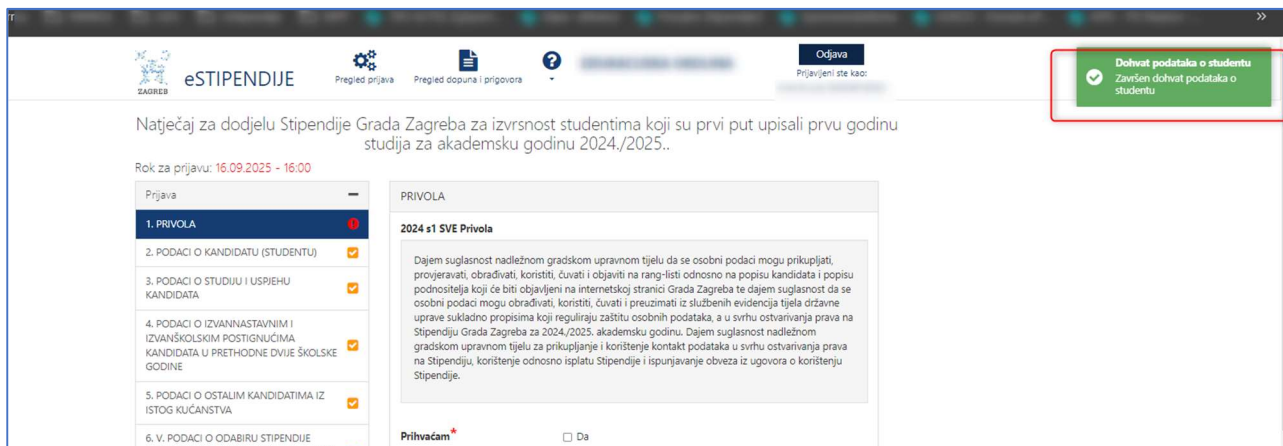 eSTIPENDIJE
ZAGREB
Pregled prijava
Pregled dopuna i prigovora
Odjava
Prijavljeni ste kao:
Dohvat podataka o studentu
Završen dohvat podataka o
studentu
Natječaj za dodjelu Stipendije Grada Zagreba za izvrsnost studentima koji su prvi put upisali prvu godinu
studija za akademsku godinu 2024./2025..
Rok za prijavu: 16.09.2025 - 16:00
Prijava
1. PRIVOLA
2. PODACI O KANDIDATU (STUDENTU)
3. PODACI O STUDIJU I USPJEHU
KANDIDATA
4. PODACI O IZVANNASTAVNIM I
IZVANŠKOLSKIM POSTIGNUĆIMA
KANDIDATA U PRETHODNE DVIJE ŠKOLSKE
GODINE
5. PODACI O OSTALIM KANDIDATIMA IZ
ISTOG KUĆANSTVA
6. V. PODACI O ODABIRU STIPENDIJE
PRIVOLA
2024 s1 SVE Privola
Dajem suglasnost nadležnom gradskom upravnom tijelu da se osobni podaci mogu prikupljati,
provjeravati, obrađivati, koristiti, čuvati i objaviti na rang-listi odnosno na popisu kandidata i popisu
podnositelja koji će biti objavljeni na internetskoj stranici Grada Zagreba te dajem suglasnost da se
osobni podaci mogu obrađivati, koristiti, čuvati i preuzimati iz službenih evidencija tijela državne
uprave sukladno propisima koji reguliraju zaštitu osobnih podataka, a u svrhu ostvarivanja prava na
Stipendiju Grada Zagreba za 2024./2025. akademsku godinu. Dajem suglasnost nadležnom
gradskom upravnom tijelu za prikupljanje i korištenje kontakt podataka u svrhu ostvarivanja prava
na Stipendiju, korištenje odnosno isplatu Stipendije i ispunjavanje obveza iz ugovora o korištenju
Stipendije.
Prihvaćam*
Da